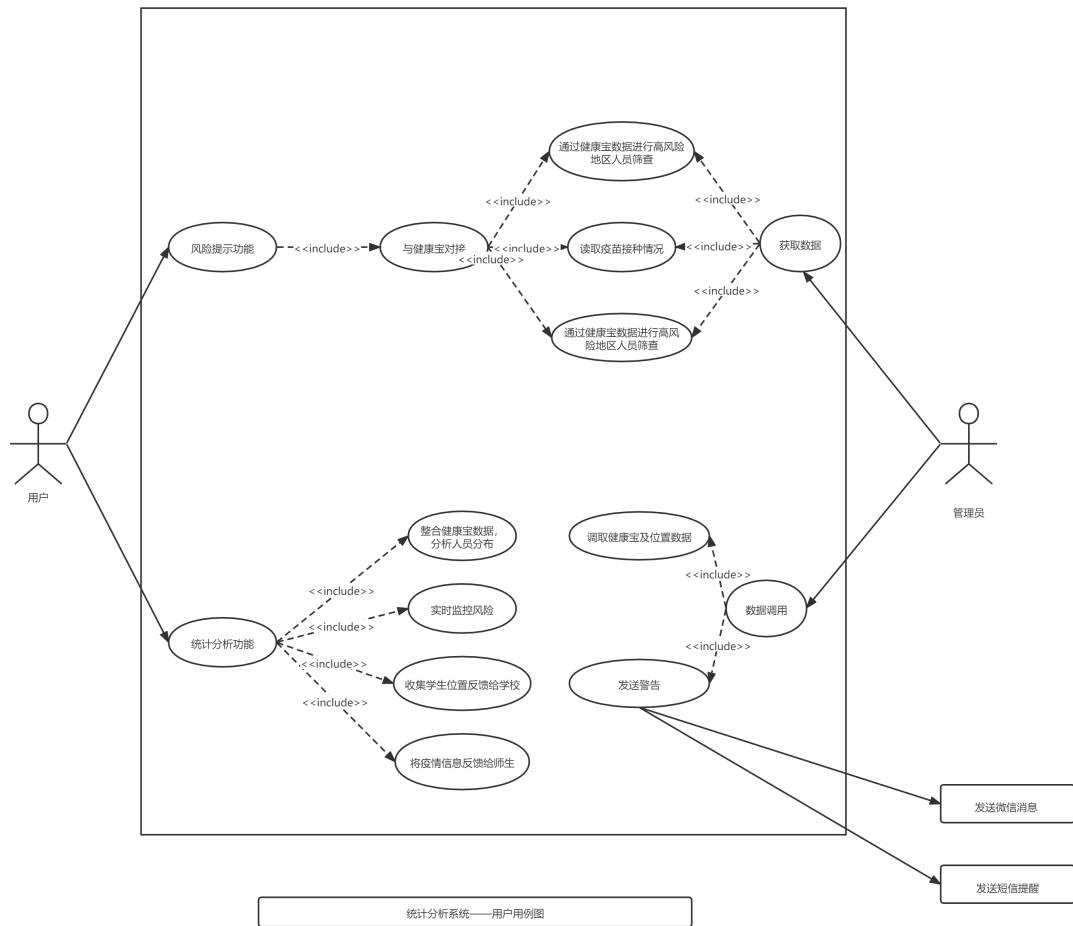 通过健康宝数据进行高风险
地区人员筛查
<<include>>
<<include>>
风险提示功能
<<include>>
与健康宝对接
<<include>>
读取疫苗接种情况
<<include>>
获取数据
<<include>>
<<include>>
通过健康宝数据进行高风
险地区人员筛查
用户
管理员
整合健康宝数据，
分析人员分布
调取健康宝及位置数据
<<include>>
<<include>>
实时监控风险
数据调用
<<include>>
统计分析功能
<<include>>
<<include>>
收集学生位置反馈给学校
发送警告
<<include>>
将疫情信息反馈给师生
发送微信消息
发送短信提醒
统计分析系统——用户用例图